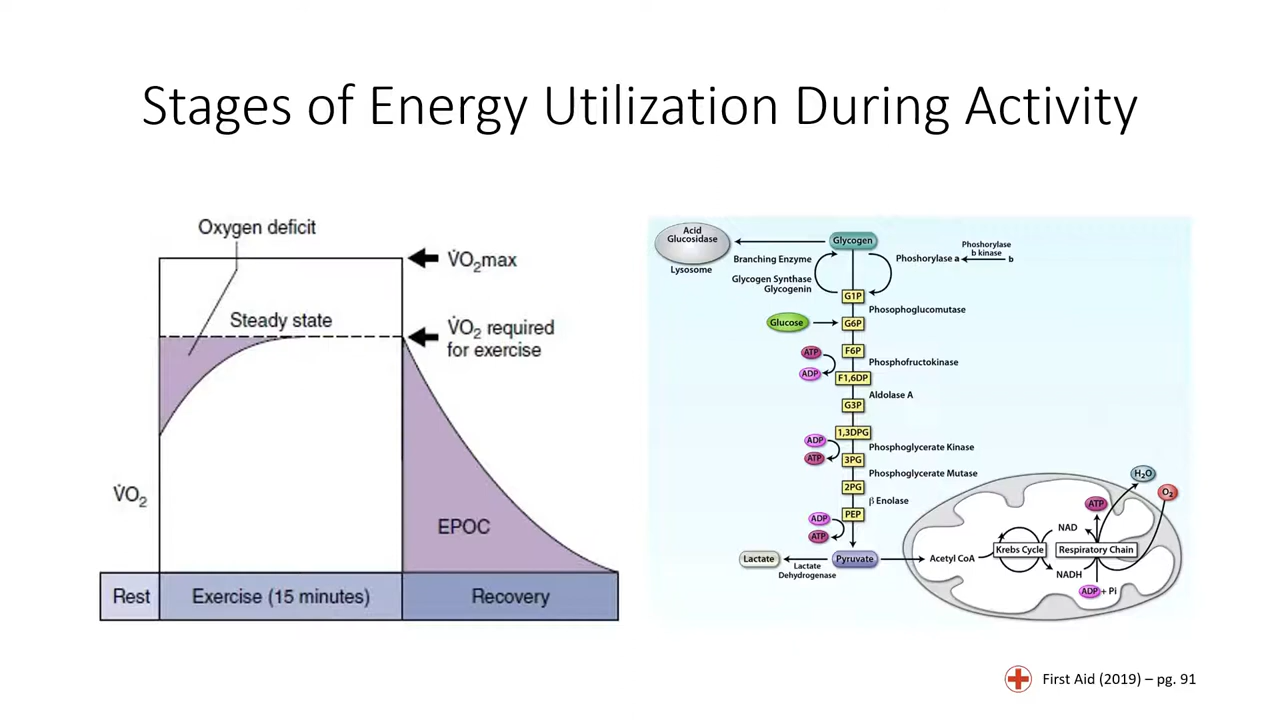 Stages of Energy Utilization During Activity
Oxygen deficit
V̇O₂max
Steady state
V̇O₂ required
for exercise
V̇O₂
EPOC
Rest
Exercise (15 minutes)
Recovery
Acid
Glucosidase
Lysosome
Glycogen
Branching Enzyme
Glycogen Synthase
Glycogenin
Phoshorylase a
Phoshorylase
b kinase
b
G1P
Phosophoglucomutase
Glucose
G6P
F6P
ATP
ADP
Phosphofructokinase
F1,6DP
Aldolase A
G3P
1,3DPG
ADP
ATP
Phosphoglycerate Kinase
3PG
Phosphoglycerate Mutase
2PG
β Enolase
PEP
ADP
ATP
Lactate
Lactate
Dehydrogenase
Pyruvate
Acetyl CoA
Krebs Cycle
NAD
NADH
Respiratory Chain
ATP
ADP + Pi
H₂O
O₂
First Aid (2019) – pg. 91